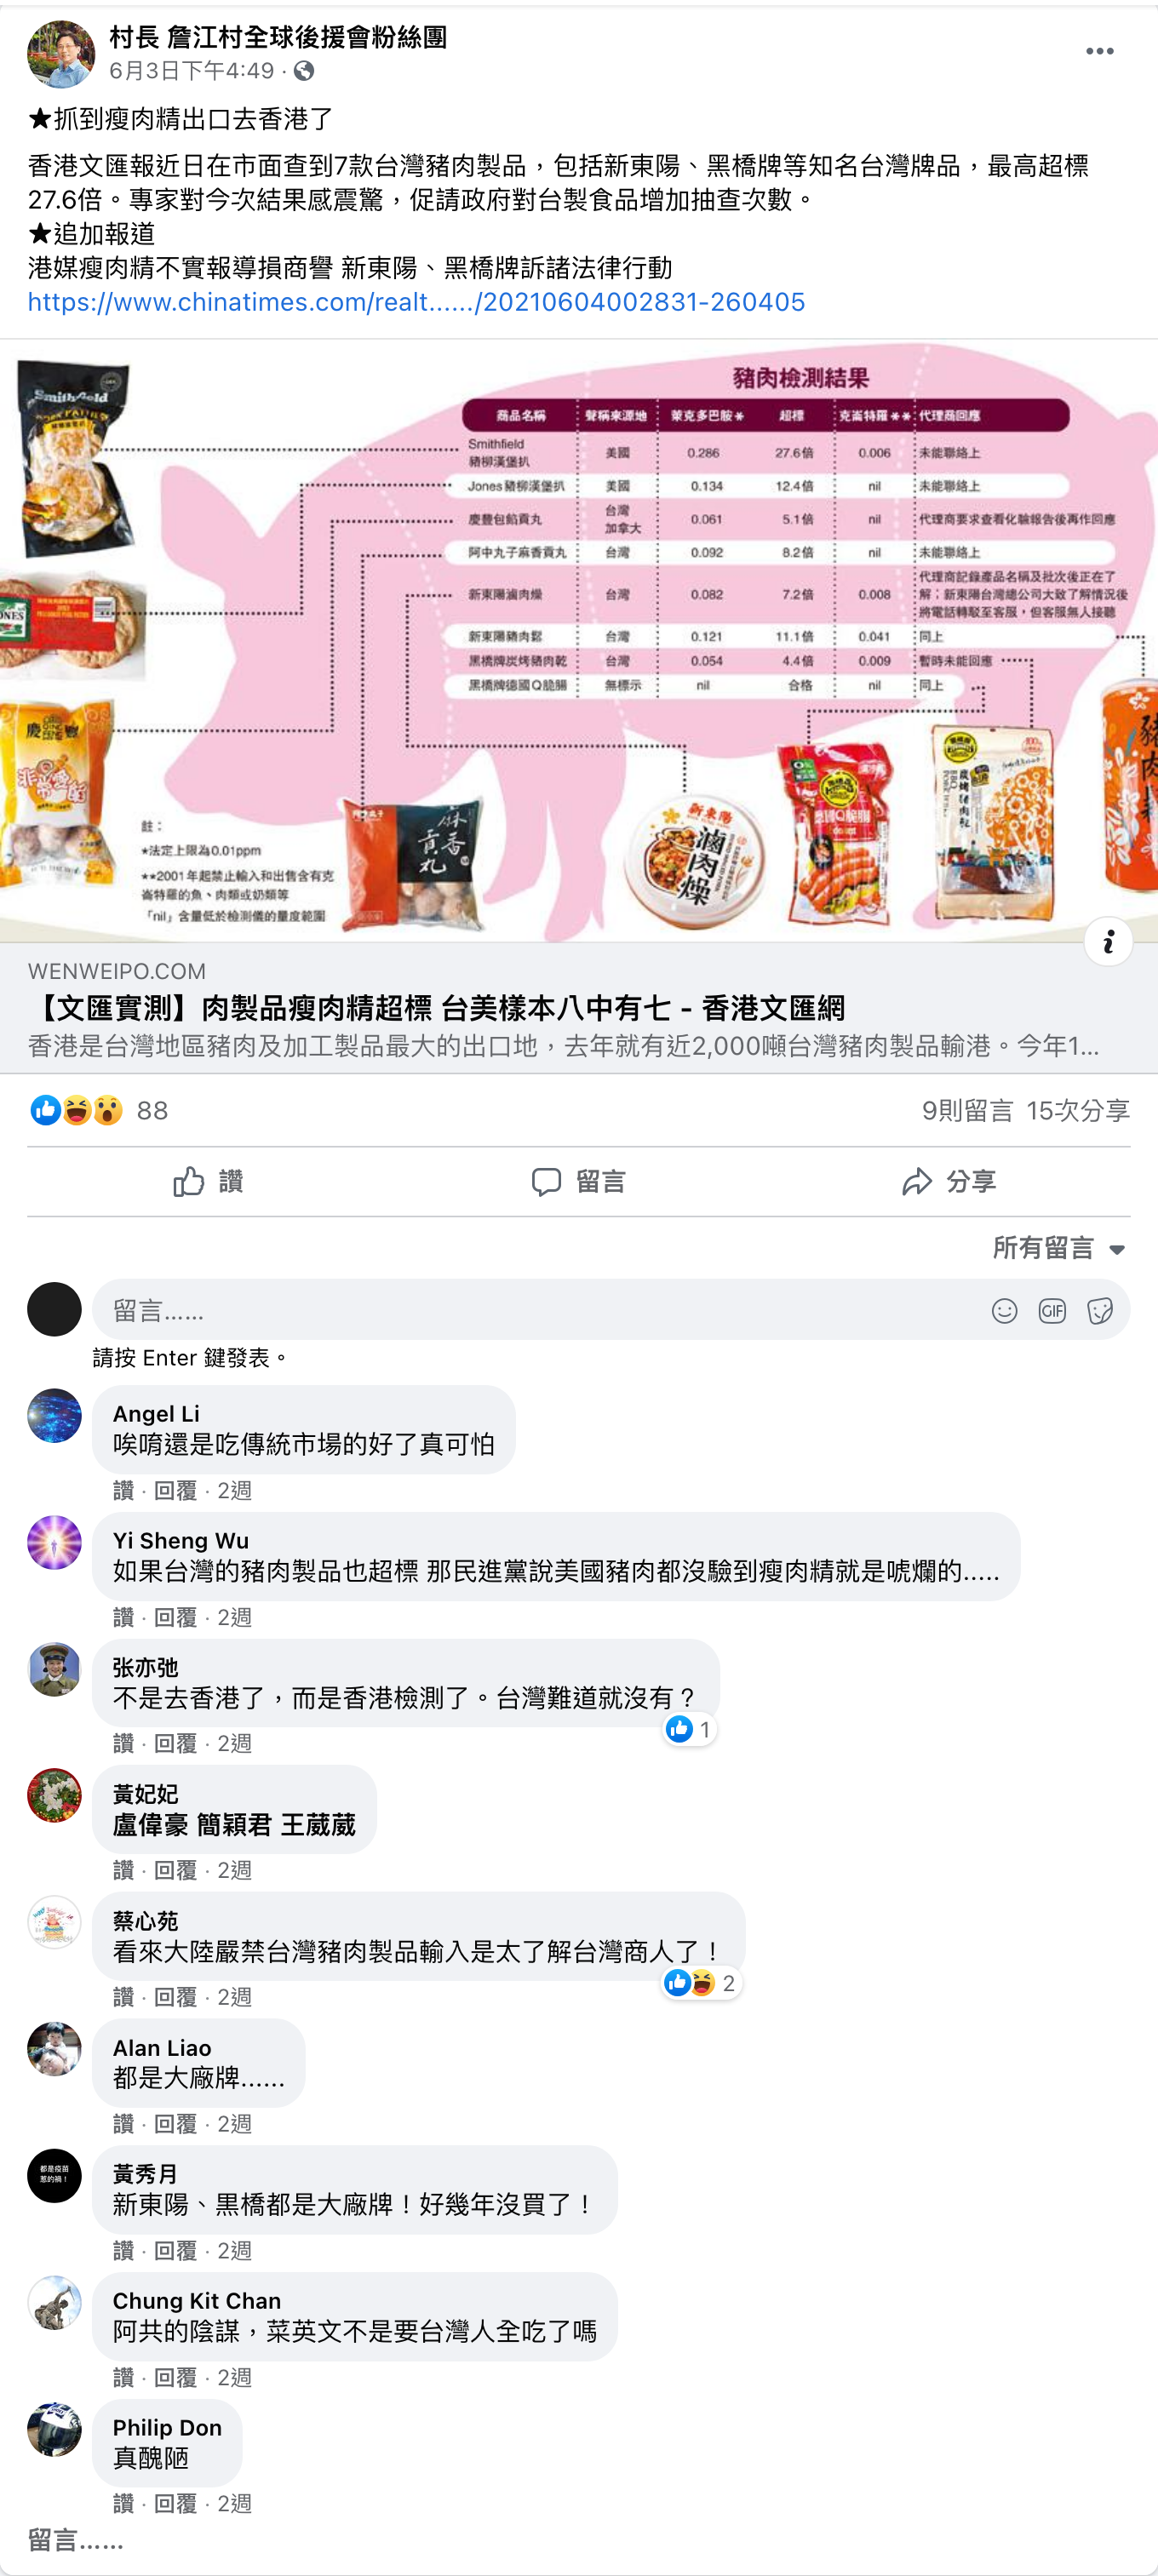 村長 詹江村全球後援會粉絲團
6月3日下午4:49 ·
★抓到瘦肉精出口去香港了
香港文匯報近日在市面查到7款台灣豬肉製品，包括新東陽、黑橋牌等知名台灣牌品，最高超標
27.6倍。專家對今次結果感震驚，促請政府對台製食品增加抽查次數。
★追加報道
港媒瘦肉精不實報導損商譽 新東陽、黑橋牌訴諸法律行動
https://www.chinatimes.com/realt....../20210604002831-260405
豬肉檢測結果
商品名稱 聲稱來源地 萊克多巴胺* 超標 克崙特羅** 代理商回應
Smithfield
豬柳漢堡扒 美國 0.286 27.6倍 0.006 未能聯絡上
Jones豬柳漢堡扒 美國 0.134 12.4倍 nil 未能聯絡上
慶豐包餡貢丸 台灣
加拿大 0.061 5.1倍 nil 代理商要求查看化驗報告後再作回應
阿中丸子麻香貢丸 台灣 0.092 8.2倍 nil 未能聯絡上
新東陽滷肉燥 台灣 0.082 7.2倍 0.008 代理商記錄產品名稱及批次後正在了
解；新東陽台灣總公司大致了解情況後
將電話轉駁至客服，但客服無人接聽
新東陽豬肉鬆 台灣 0.121 11.1倍 0.041 同上
黑橋牌炭烤豬肉乾 台灣 0.054 4.4倍 0.009 暫時未能回應
黑橋牌德國Q脆腸 無標示 nil 合格 nil 同上
Smithfield
JONES
慶豐
麻香
貢丸
新東陽
滷肉燥
德國Q脆腸
豬肉
註：
*法定上限為0.01ppm
**2001年起禁止輸入和出售含有克
崙特羅的魚、肉類或奶類等
「nil」含量低於檢測儀的量度範圍
WENWEIPO.COM
【文匯實測】肉製品瘦肉精超標 台美樣本八中有七 - 香港文匯網
香港是台灣地區豬肉及加工製品最大的出口地，去年就有近2,000噸台灣豬肉製品輸港。今年1...
88
9則留言 15次分享
讚 留言 分享
所有留言
留言......
GIF
請按 Enter 鍵發表。
Angel Li
唉唷還是吃傳統市場的好了真可怕
讚 · 回覆 · 2週
Yi Sheng Wu
如果台灣的豬肉製品也超標 那民進黨說美國豬肉都沒驗到瘦肉精就是唬爛的.....
讚 · 回覆 · 2週
张亦弛
不是去香港了，而是香港檢測了。台灣難道就沒有？
1
讚 · 回覆 · 2週
黃妃妃
盧偉豪 簡穎君 王葳葳
讚 · 回覆 · 2週
蔡心苑
看來大陸嚴禁台灣豬肉製品輸入是太了解台灣商人了！
2
讚 · 回覆 · 2週
Alan Liao
都是大廠牌......
讚 · 回覆 · 2週
都是疫苗
惹的禍！
黃秀月
新東陽、黑橋都是大廠牌！好幾年沒買了！
讚 · 回覆 · 2週
Chung Kit Chan
阿共的陰謀，菜英文不是要台灣人全吃了嗎
讚 · 回覆 · 2週
Philip Don
真醜陋
讚 · 回覆 · 2週
留言......